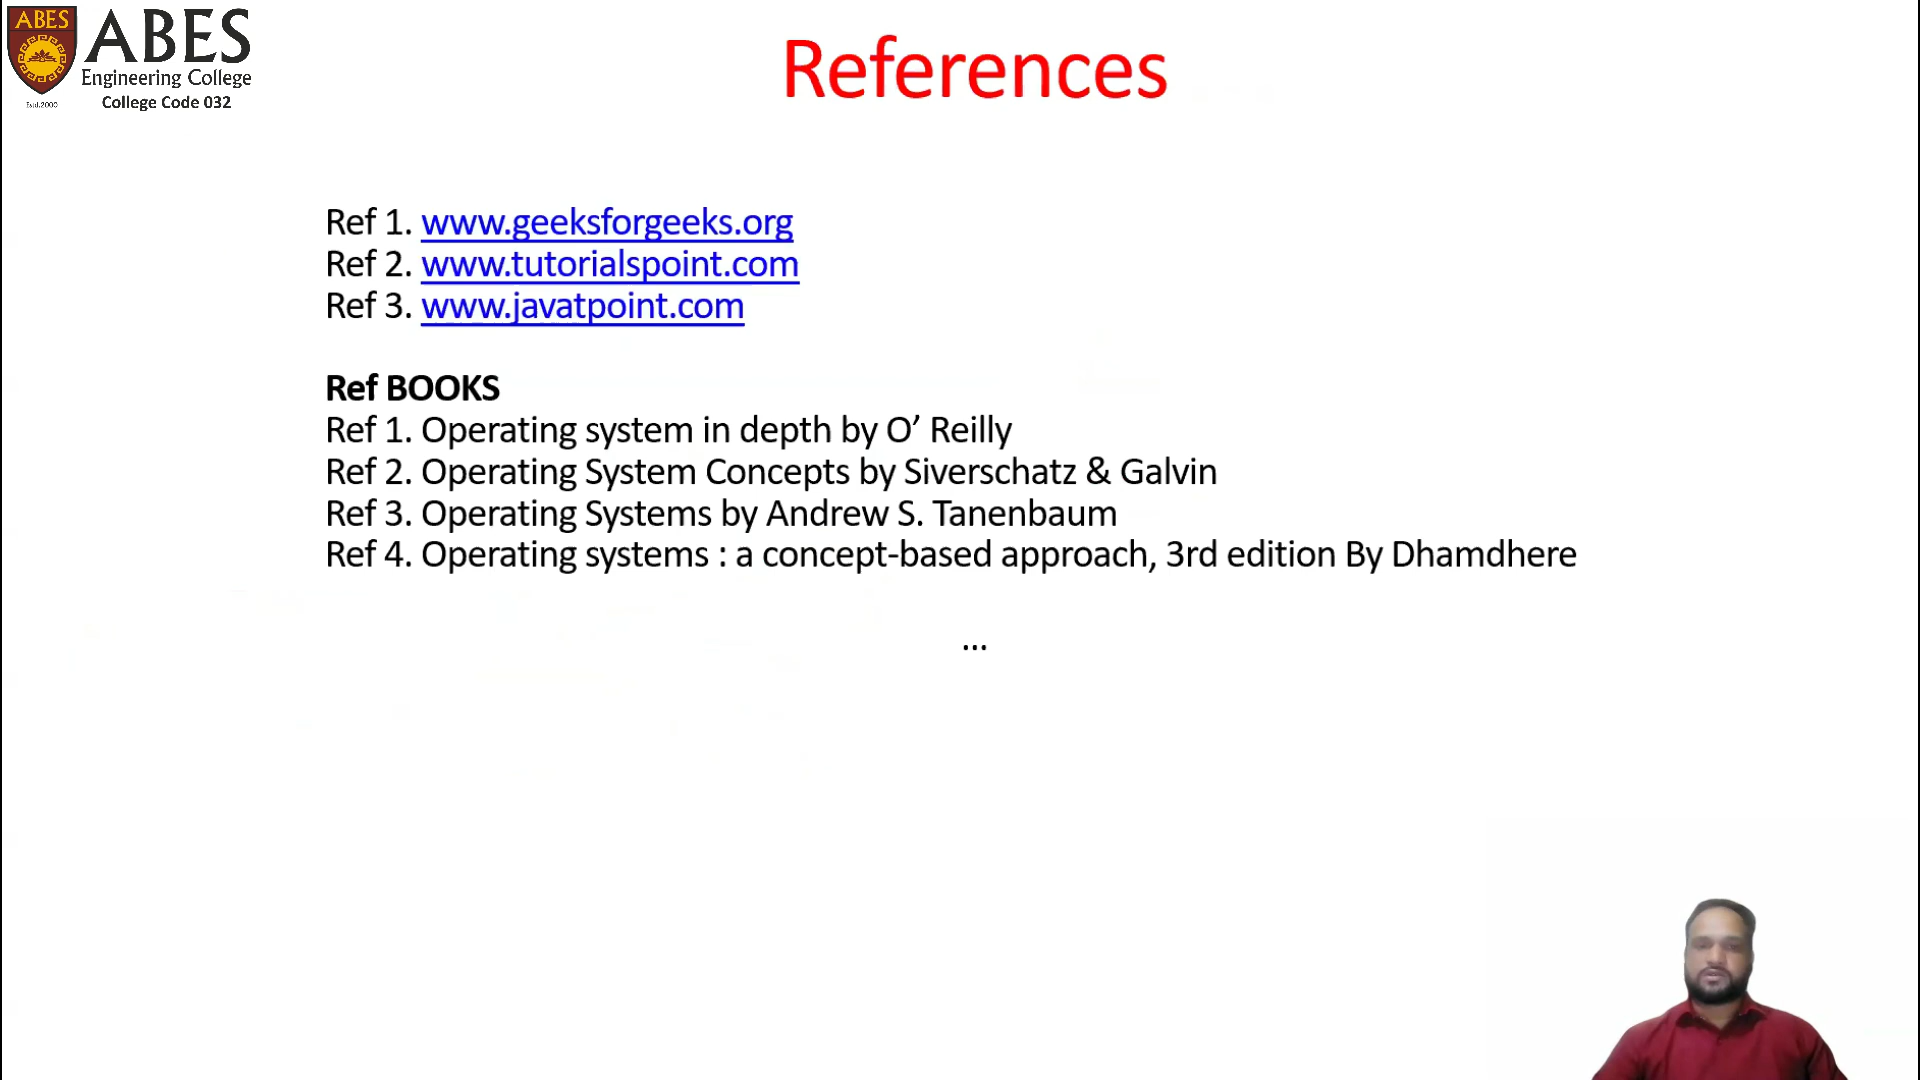 ABES
ABES
Engineering College
College Code 032
Estd.2000
References
Ref 1. www.geeksforgeeks.org
Ref 2. www.tutorialspoint.com
Ref 3. www.javatpoint.com
Ref BOOKS
Ref 1. Operating system in depth by O’ Reilly
Ref 2. Operating System Concepts by Siverschatz & Galvin
Ref 3. Operating Systems by Andrew S. Tanenbaum
Ref 4. Operating systems : a concept-based approach, 3rd edition By Dhamdhere
...